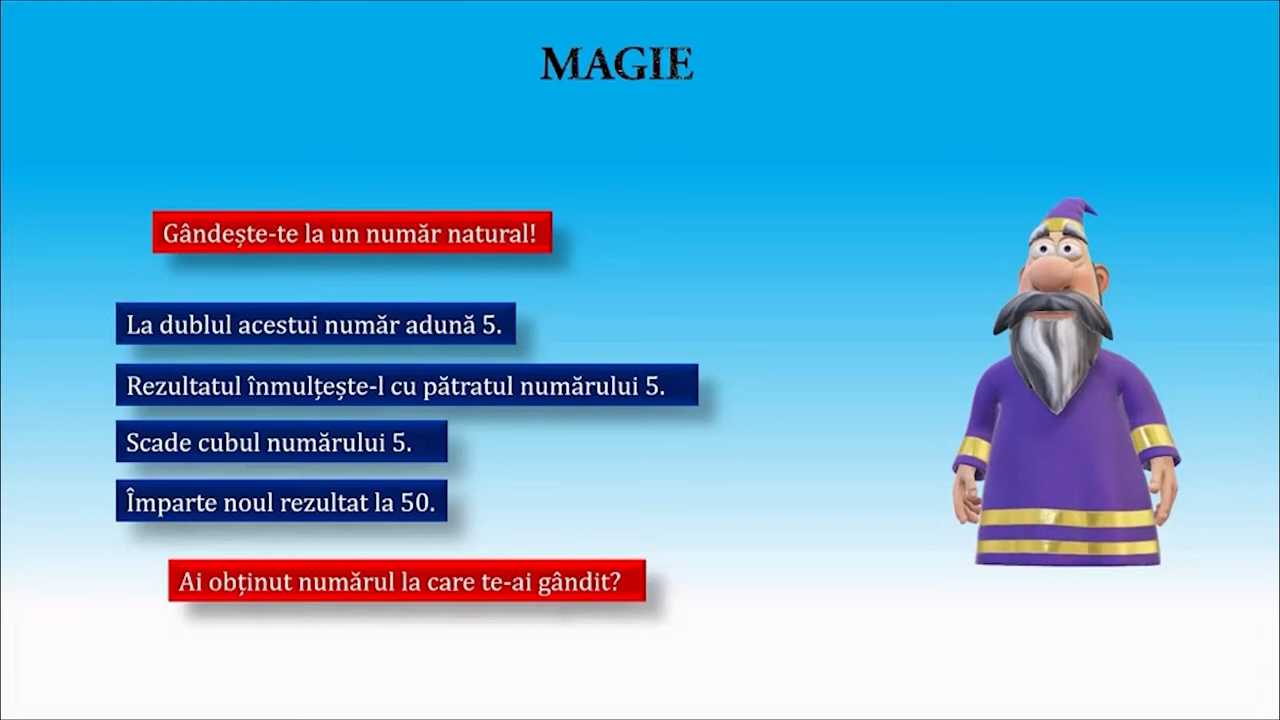 MAGIE
Gândește-te la un număr natural!
La dublul acestui număr adună 5.
Rezultatul înmulțește-l cu pătratul numărului 5.
Scade cubul numărului 5.
Împarte noul rezultat la 50.
Ai obținut numărul la care te-ai gândit?